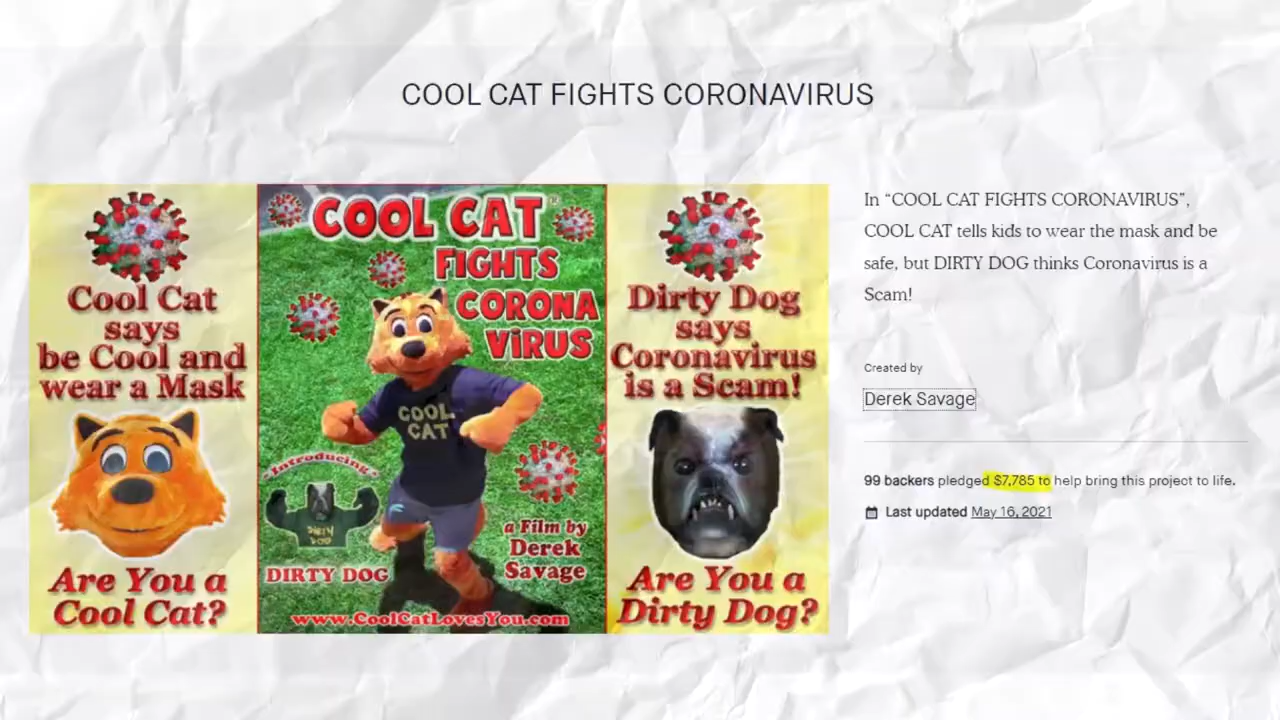 COOL CAT FIGHTS CORONAVIRUS
Cool Cat
says
be Cool and
wear a Mask
Are You a
Cool Cat?
COOL CAT®
FIGHTS
CORONA
ViRUS
COOL
CAT
Introducing
DIRTY
DOG
DIRTY DOG
a Film by
Derek
Savage
www.CoolCatLovesYou.com
Dirty Dog
says
Coronavirus
is a Scam!
Are You a
Dirty Dog?
In “COOL CAT FIGHTS CORONAVIRUS”,
COOL CAT tells kids to wear the mask and be
safe, but DIRTY DOG thinks Coronavirus is a
Scam!
Created by
Derek Savage
99 backers pledged $7,785 to help bring this project to life.
Last updated May 16, 2021